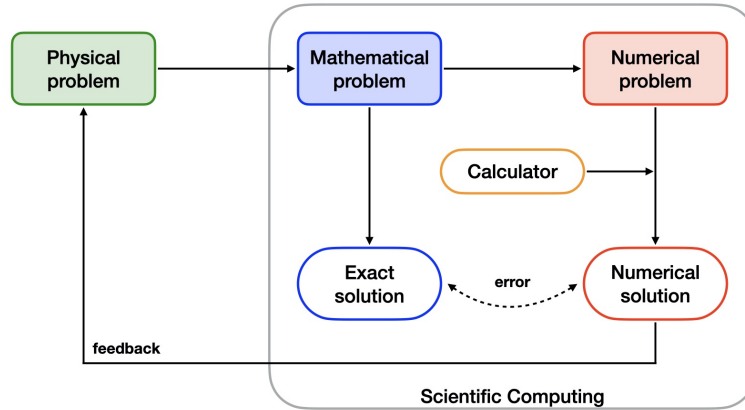 Physical
problem
Mathematical
problem
Numerical
problem
Calculator
Exact
solution
error
Numerical
solution
feedback
Scientific Computing